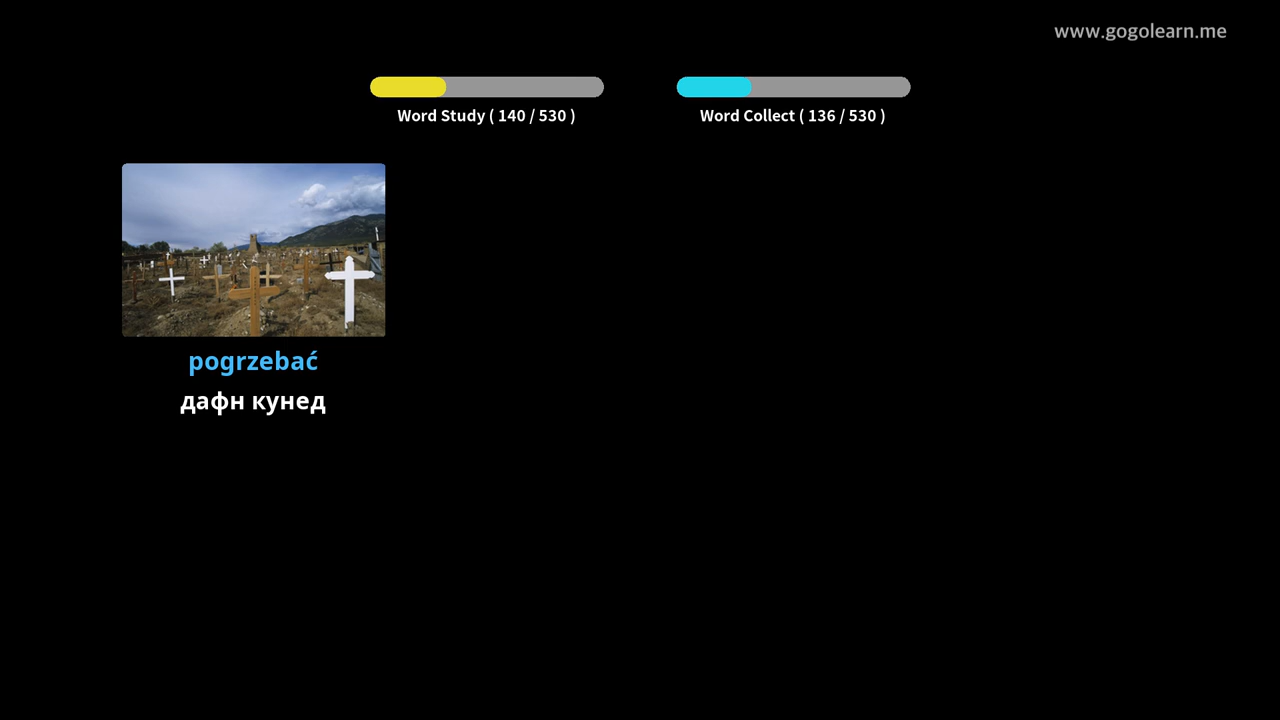 www.gogolearn.me
Word Study ( 140 / 530 )
Word Collect ( 136 / 530 )
pogrzebać
дафн кунед